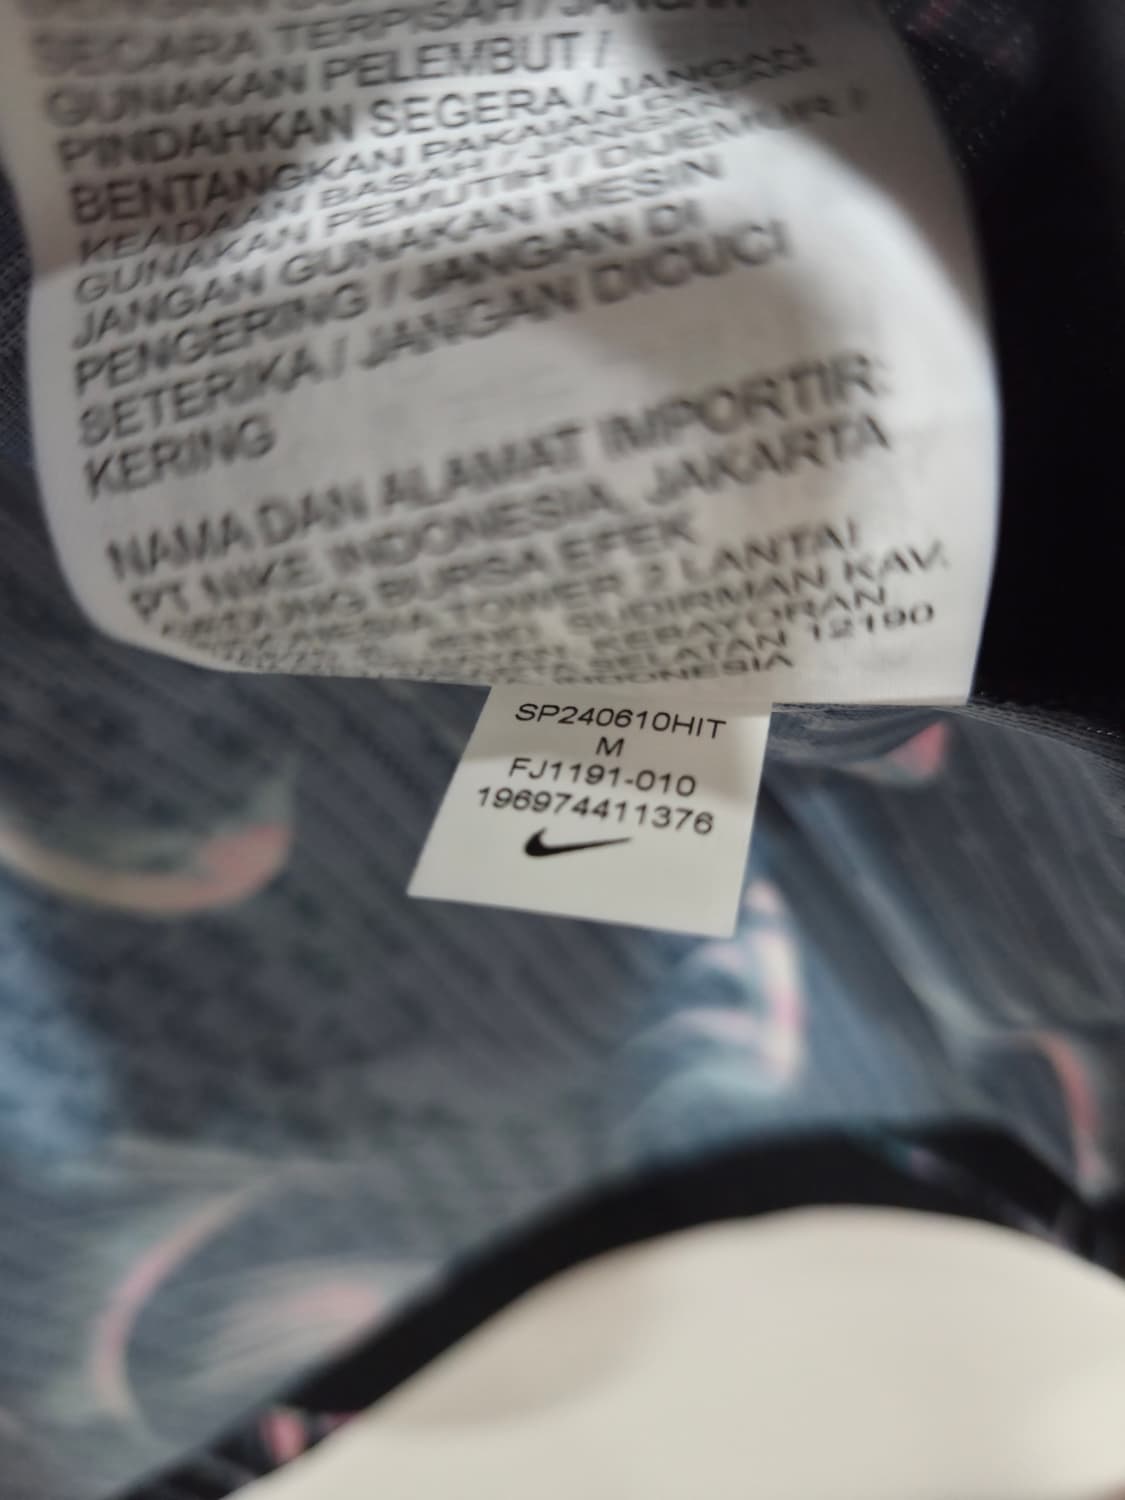 SECARA TERPISAH / JANGAN
GUNAKAN PELEMBUT /
PINDAHKAN SEGERA / JANGAN
BENTANGKAN PAKAIAN DALAM
KEADAAN BASAH / JANGAN
GUNAKAN PEMUTIH / DIJEMUR /
JANGAN GUNAKAN MESIN
PENGERING / JANGAN DI
SETERIKA / JANGAN DICUCI
KERING
NAMA DAN ALAMAT IMPORTIR:
PT NIKE INDONESIA, JAKARTA
GEDUNG BURSA EFEK
TOWER 2 LANTAI
SUDIRMAN KAV.
KEBAYORAN
SELATAN 12190
INDONESIA
SP240610HIT
M
FJ1191-010
196974411376